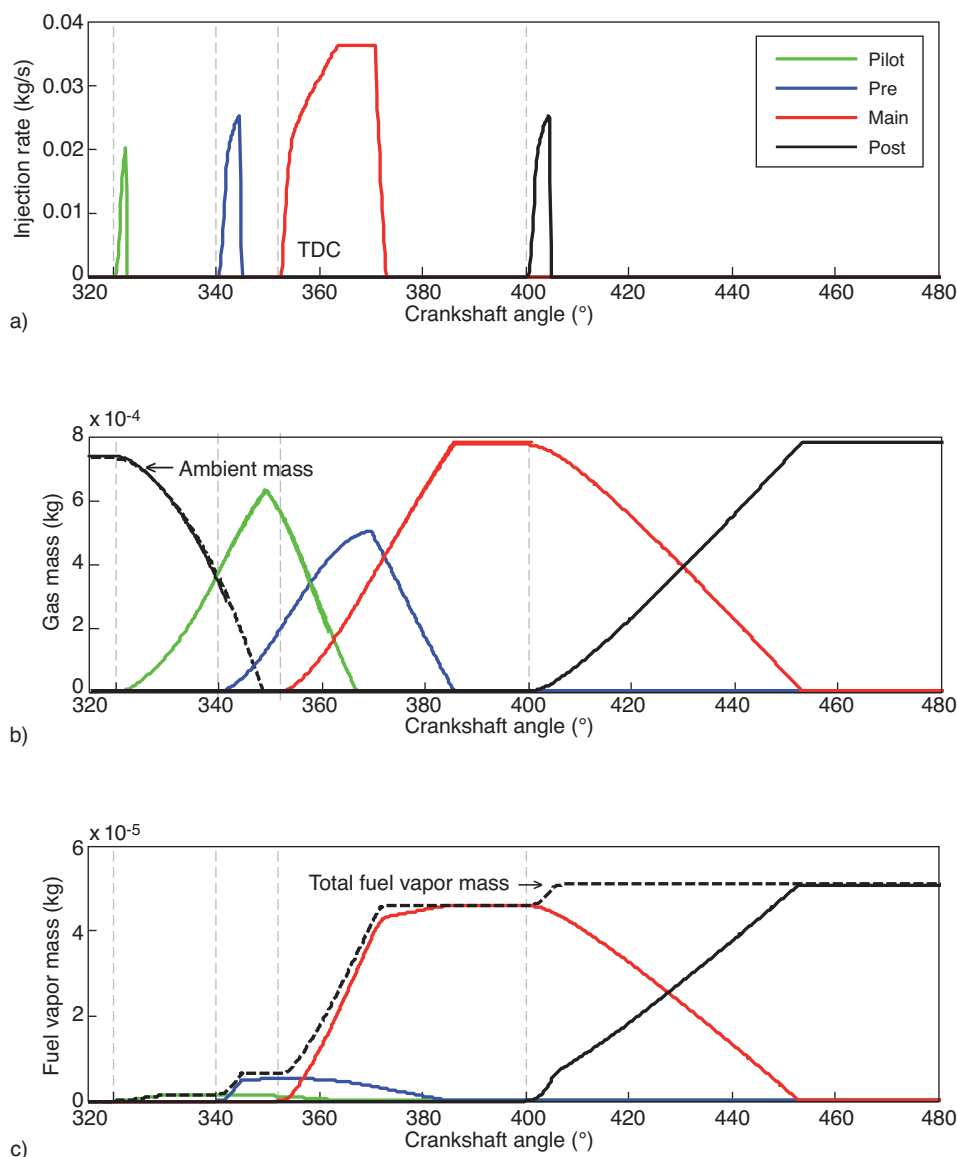 0.04
0.03
0.02
0.01
0
Injection rate (kg/s)
Pilot
Pre
Main
Post
TDC
320 340 360 380 400 420 440 460 480
Crankshaft angle (°)
a)
x 10-4
8
6
4
2
0
Gas mass (kg)
Ambient mass
320 340 360 380 400 420 440 460 480
Crankshaft angle (°)
b)
x 10-5
6
4
2
0
Fuel vapor mass (kg)
Total fuel vapor mass
320 340 360 380 400 420 440 460 480
Crankshaft angle (°)
c)